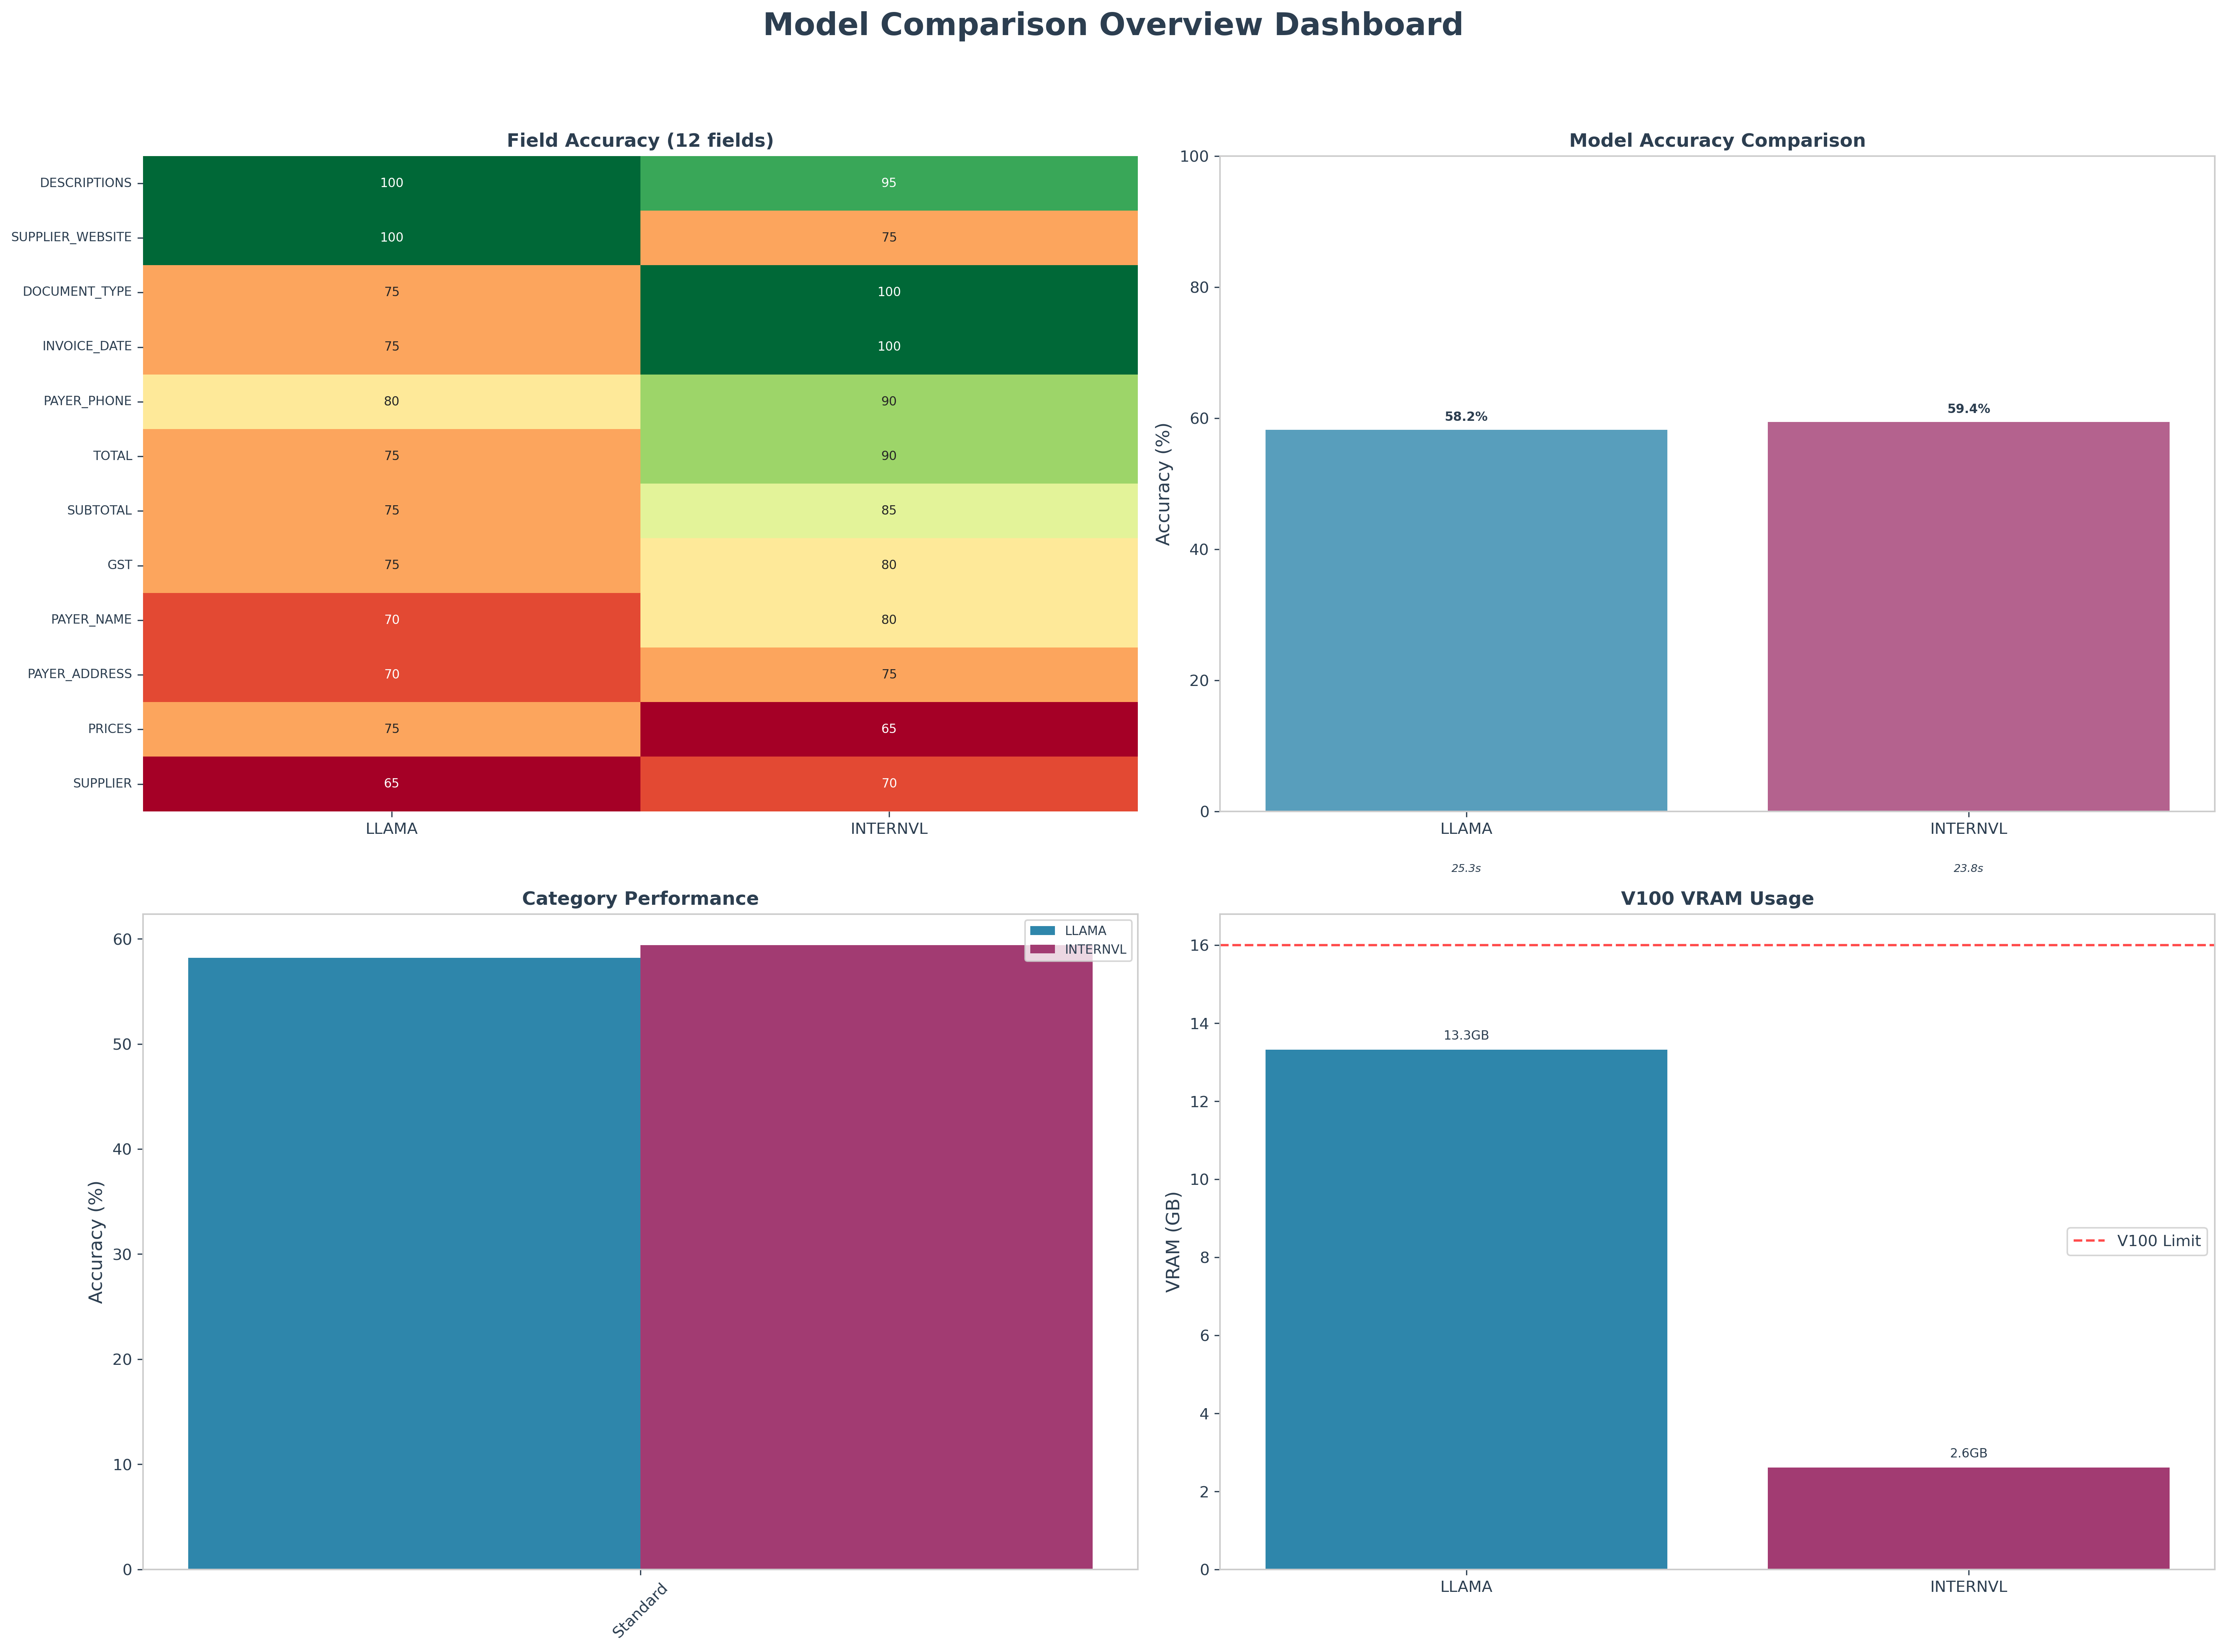 Model Comparison Overview Dashboard
Field Accuracy (12 fields)
DESCRIPTIONS 100 95
SUPPLIER_WEBSITE 100 75
DOCUMENT_TYPE 75 100
INVOICE_DATE 75 100
PAYER_PHONE 80 90
TOTAL 75 90
SUBTOTAL 75 85
GST 75 80
PAYER_NAME 70 80
PAYER_ADDRESS 70 75
PRICES 75 65
SUPPLIER 65 70
LLAMA INTERNVL
Model Accuracy Comparison
Accuracy (%)
100
80
60
40
20
0
58.2% 59.4%
LLAMA INTERNVL
25.3s 23.8s
Category Performance
Accuracy (%)
60
50
40
30
20
10
0
LLAMA
INTERNVL
Standard
V100 VRAM Usage
VRAM (GB)
16
14
12
10
8
6
4
2
0
13.3GB
2.6GB
V100 Limit
LLAMA INTERNVL